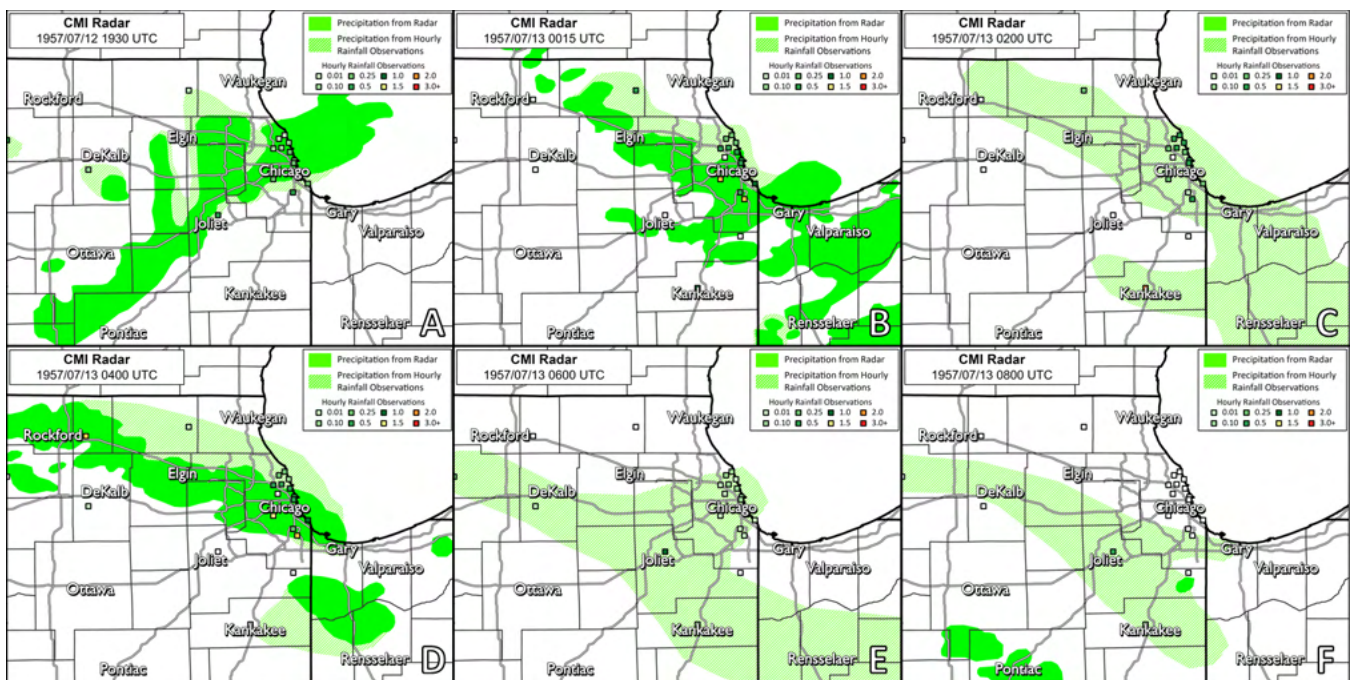 CMI Radar
1957/07/12 1930 UTC
Precipitation from Radar
Precipitation from Hourly
Rainfall Observations
Hourly Rainfall Observations
0.01 0.25 1.0 2.0
0.10 0.5 1.5 3.0+
Waukegan
Rockford
Elgin
DeKalb
Chicago
Joliet
Gary
Valparaiso
Ottawa
Kankakee
Rensselaer
Pontiac
A
CMI Radar
1957/07/13 0015 UTC
Precipitation from Radar
Precipitation from Hourly
Rainfall Observations
Hourly Rainfall Observations
0.01 0.25 1.0 2.0
0.10 0.5 1.5 3.0+
Waukegan
Rockford
Elgin
DeKalb
Chicago
Joliet
Gary
Valparaiso
Ottawa
Kankakee
Rensselaer
Pontiac
B
CMI Radar
1957/07/13 0200 UTC
Precipitation from Radar
Precipitation from Hourly
Rainfall Observations
Hourly Rainfall Observations
0.01 0.25 1.0 2.0
0.10 0.5 1.5 3.0+
Waukegan
Rockford
Elgin
DeKalb
Chicago
Joliet
Gary
Valparaiso
Ottawa
Kankakee
Rensselaer
Pontiac
C
CMI Radar
1957/07/13 0400 UTC
Precipitation from Radar
Precipitation from Hourly
Rainfall Observations
Hourly Rainfall Observations
0.01 0.25 1.0 2.0
0.10 0.5 1.5 3.0+
Waukegan
Rockford
Elgin
DeKalb
Chicago
Joliet
Gary
Valparaiso
Ottawa
Kankakee
Rensselaer
Pontiac
D
CMI Radar
1957/07/13 0600 UTC
Precipitation from Radar
Precipitation from Hourly
Rainfall Observations
Hourly Rainfall Observations
0.01 0.25 1.0 2.0
0.10 0.5 1.5 3.0+
Waukegan
Rockford
Elgin
DeKalb
Chicago
Joliet
Gary
Valparaiso
Ottawa
Kankakee
Rensselaer
Pontiac
E
CMI Radar
1957/07/13 0800 UTC
Precipitation from Radar
Precipitation from Hourly
Rainfall Observations
Hourly Rainfall Observations
0.01 0.25 1.0 2.0
0.10 0.5 1.5 3.0+
Waukegan
Rockford
Elgin
DeKalb
Chicago
Joliet
Gary
Valparaiso
Ottawa
Kankakee
Rensselaer
Pontiac
F